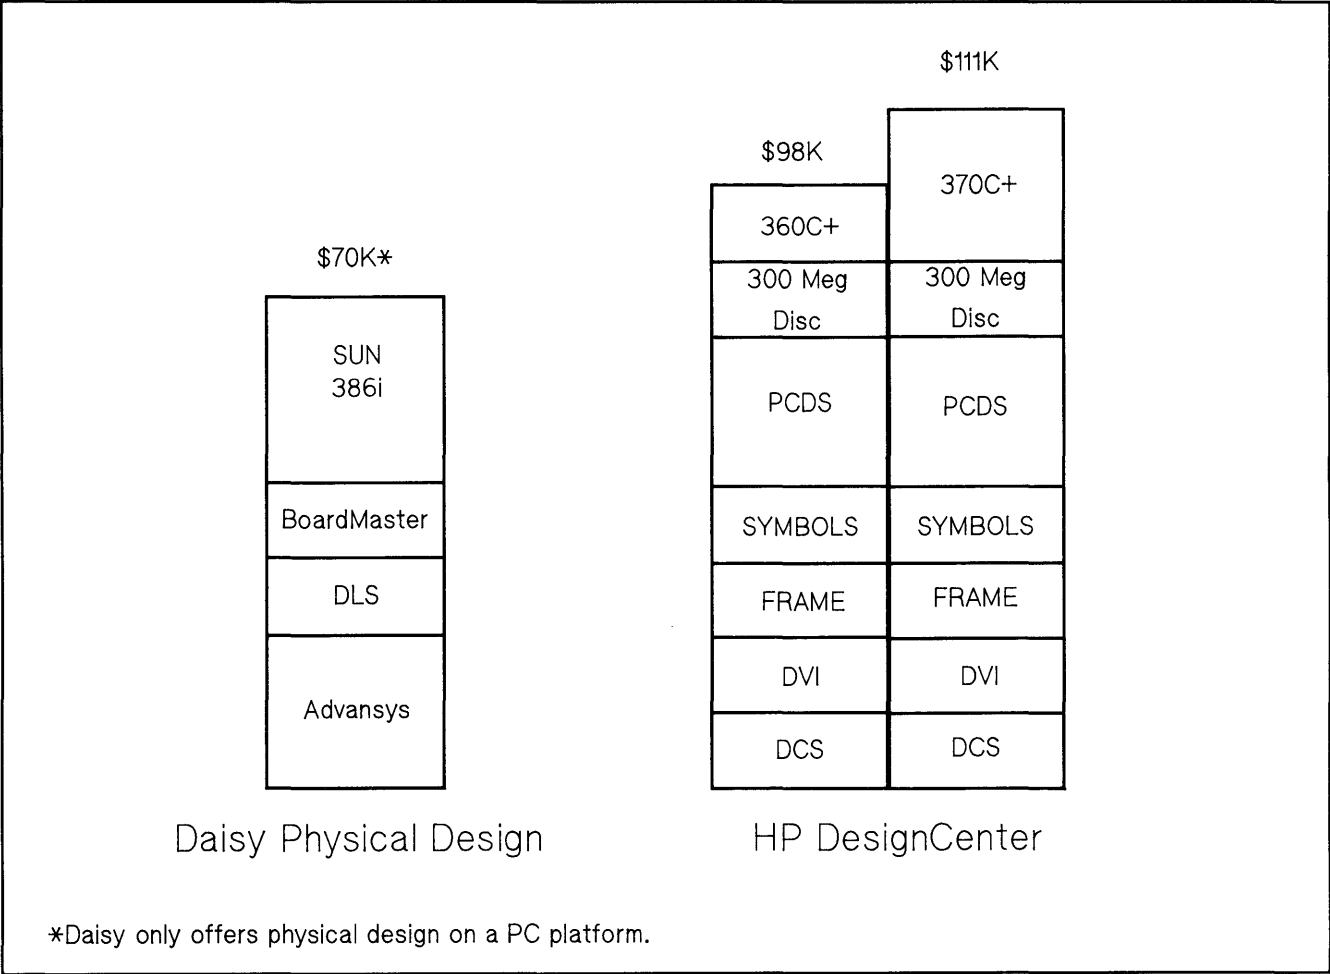 $111K
$98K
$70K*
370C+
360C+
300 Meg
Disc
300 Meg
Disc
SUN
386i
PCDS
PCDS
BoardMaster
SYMBOLS
SYMBOLS
DLS
FRAME
FRAME
Advansys
DVI
DVI
DCS
DCS
Daisy Physical Design
HP DesignCenter
*Daisy only offers physical design on a PC platform.